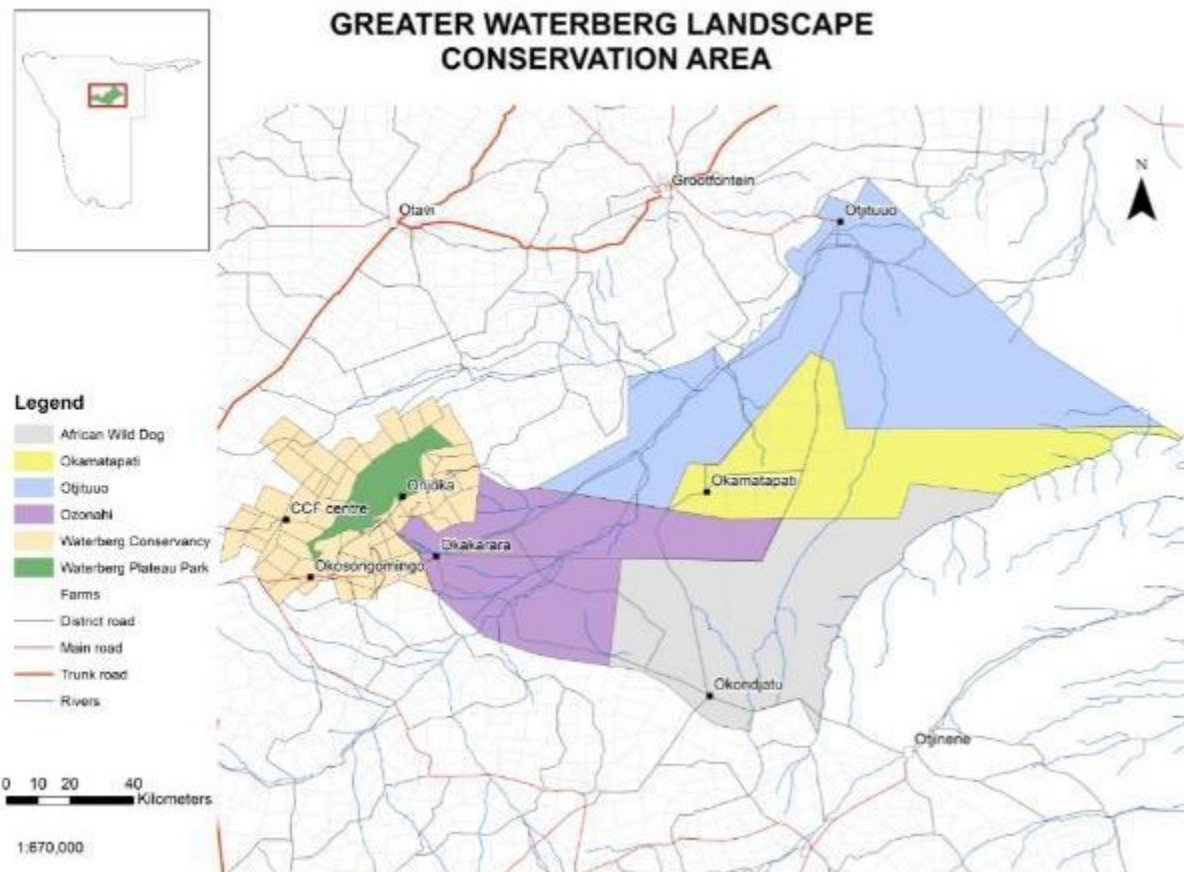 GREATER WATERBERG LANDSCAPE
CONSERVATION AREA
N
Grootfontein
Otavi
Otjituuo
Legend
African Wild Dog
Okamatapati
Otjituuo
Ozonahi
Waterberg Conservancy
Waterberg Plateau Park
Farms
District road
Main road
Trunk road
Rivers
Okamatapati
Onjoka
CCF centre
Okakarara
Okosongomingo
Okondjatu
Otjinene
0 10 20 40
Kilometers
1:670,000